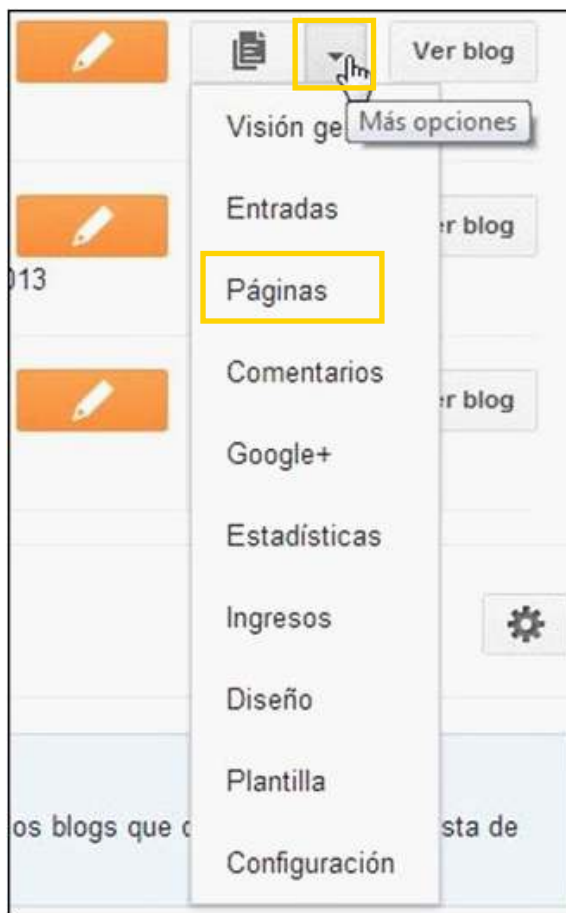 Ver blog
Visión ge
Más opciones
Entradas
r blog
013
Páginas
Comentarios
r blog
Google+
Estadísticas
Ingresos
Diseño
Plantilla
os blogs que sta de
Configuración